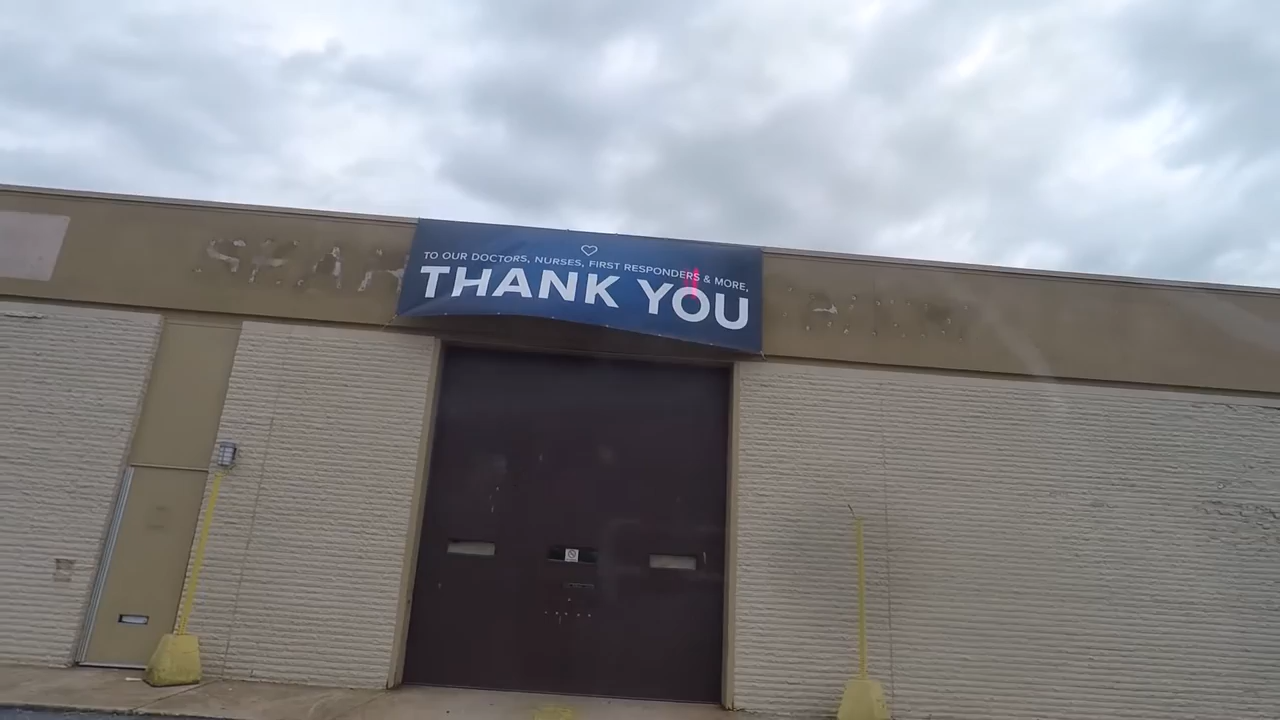 TO OUR DOCTORS, NURSES, FIRST RESPONDERS & MORE,
THANK YOU